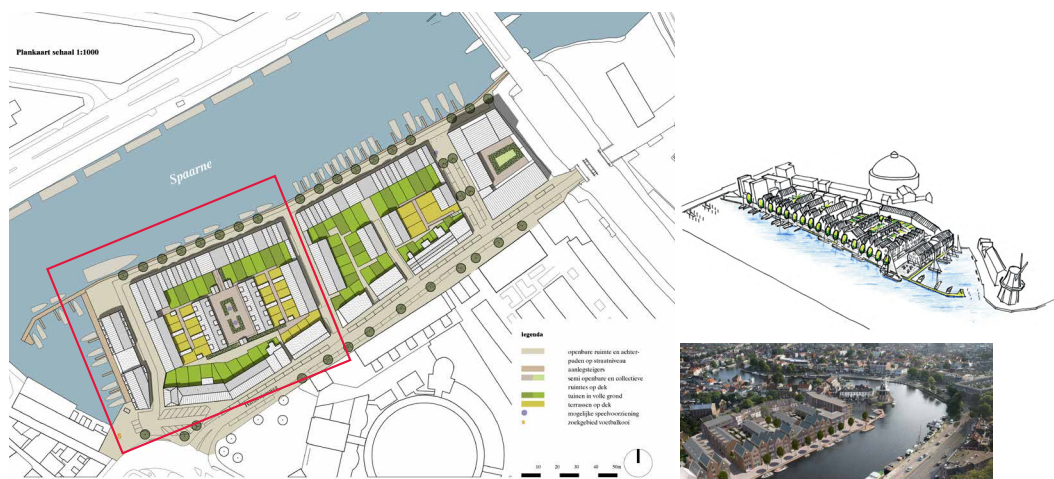 Plankaart schaal 1:1000
Spaarne
legenda
openbare ruimte en achter-
paden op straatniveau
aanlegsteigers
semi openbare en collectieve
ruimtes op dek
tuinen in volle grond
terrassen op dek
mogelijke speelvoorziening
zoekgebied voetbalkooi
10 20 30 40 50m